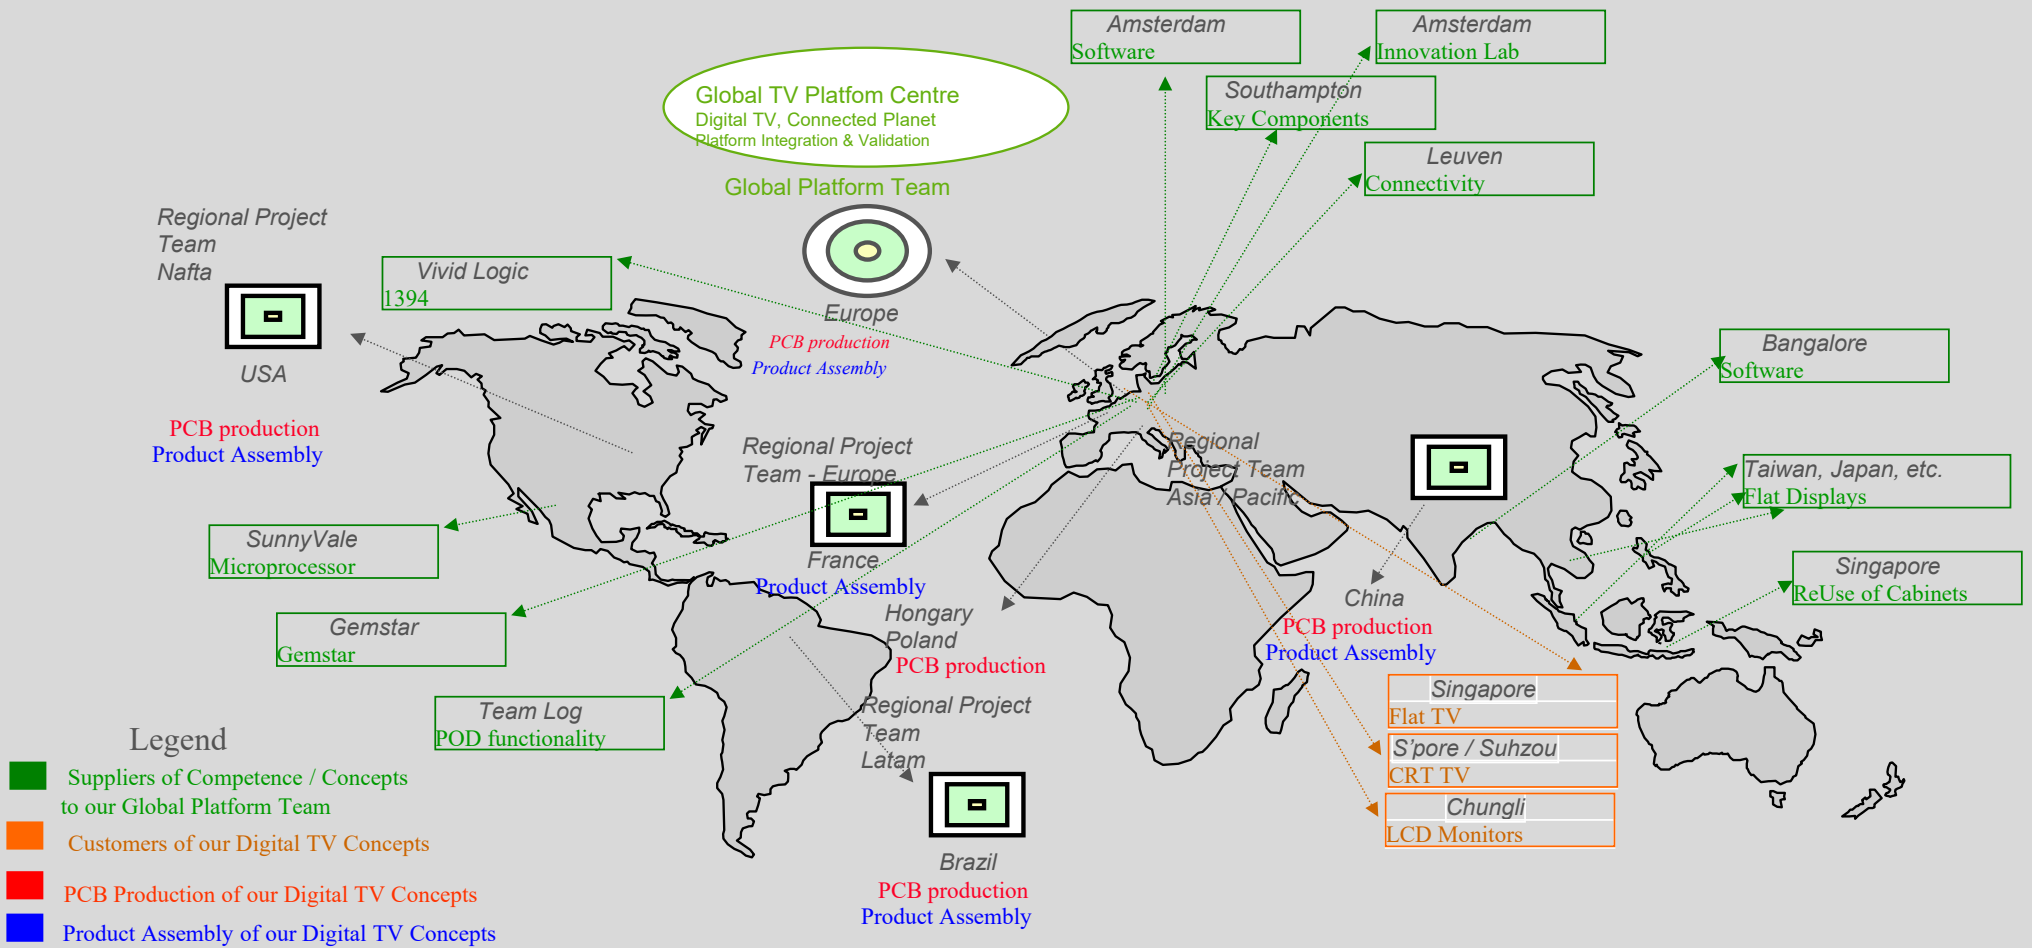 Amsterdam
Software
Amsterdam
Innovation Lab
Global TV Platfom Centre
Digital TV, Connected Planet
Platform Integration & Validation
Southampton
Key Components
Leuven
Connectivity
Global Platform Team
Regional Project
Team
Nafta
Vivid Logic
1394
Europe
PCB production
Product Assembly
USA
PCB production
Product Assembly
Bangalore
Software
Regional Project
Team - Europe
Regional
Project Team
Asia / Pacific
Taiwan, Japan, etc.
Flat Displays
SunnyVale
Microprocessor
France
Product Assembly
Singapore
ReUse of Cabinets
Hongary
Poland
PCB production
China
PCB production
Product Assembly
Gemstar
Gemstar
Team Log
POD functionality
Regional Project
Team
Latam
Singapore
Flat TV
S'pore / Suhzou
CRT TV
Chungli
LCD Monitors
Brazil
PCB production
Product Assembly
Legend
Suppliers of Competence / Concepts
to our Global Platform Team
Customers of our Digital TV Concepts
PCB Production of our Digital TV Concepts
Product Assembly of our Digital TV Concepts